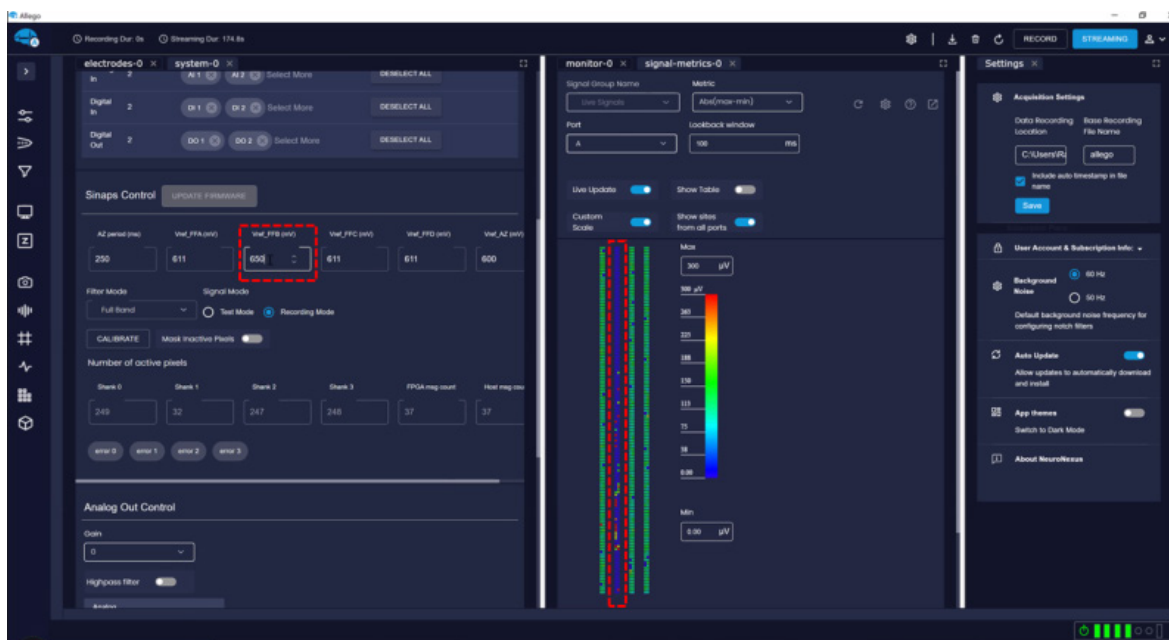 Allego
Recording Dur: 0s Streaming Dur: 174.8s
RECORD STREAMING
electrodes-0 × system-0 ×
In 2 AI 1 AI 2 Select More DESELECT ALL
Digital In 2 DI 1 DI 2 Select More DESELECT ALL
Digital Out 2 DO 1 DO 2 Select More DESELECT ALL
Sinaps Control UPDATE FIRMWARE
AZ period (ms) Vref_FFA (mV) Vref_FFB (mV) Vref_FFC (mV) Vref_FFD (mV) Vref_AZ (mV)
250 611 650 611 611 600
Filter Mode Signal Mode
Full Band Test Mode Recording Mode
CALIBRATE Mask Inactive Pixels
Number of active pixels
Shank 0 Shank 1 Shank 2 Shank 3 FPGA msg count Host msg cou
249 32 247 248 37 37
error 0 error 1 error 2 error 3
Analog Out Control
Gain
0
Highpass filter
Analog
monitor-0 × signal-metrics-0 ×
Signal Group Name Metric
Live Signals Abs(max-min)
Port Lookback window
A 100 ms
Live Update Show Table
Custom Scale Show sites from all ports
Max
300 µV
300 µV
263
225
188
150
113
75
38
0.00
Min
0.00 µV
Settings ×
Acquisition Settings
Data Recording Location Base Recording File Name
C:\Users\Ra allego
Include auto timestamp in file name
Save
User Account & Subscription Info:
Background Noise 60 Hz
50 Hz
Default background noise frequency for configuring notch filters
Auto Update
Allow updates to automatically download and install
App themes
Switch to Dark Mode
About NeuroNexus